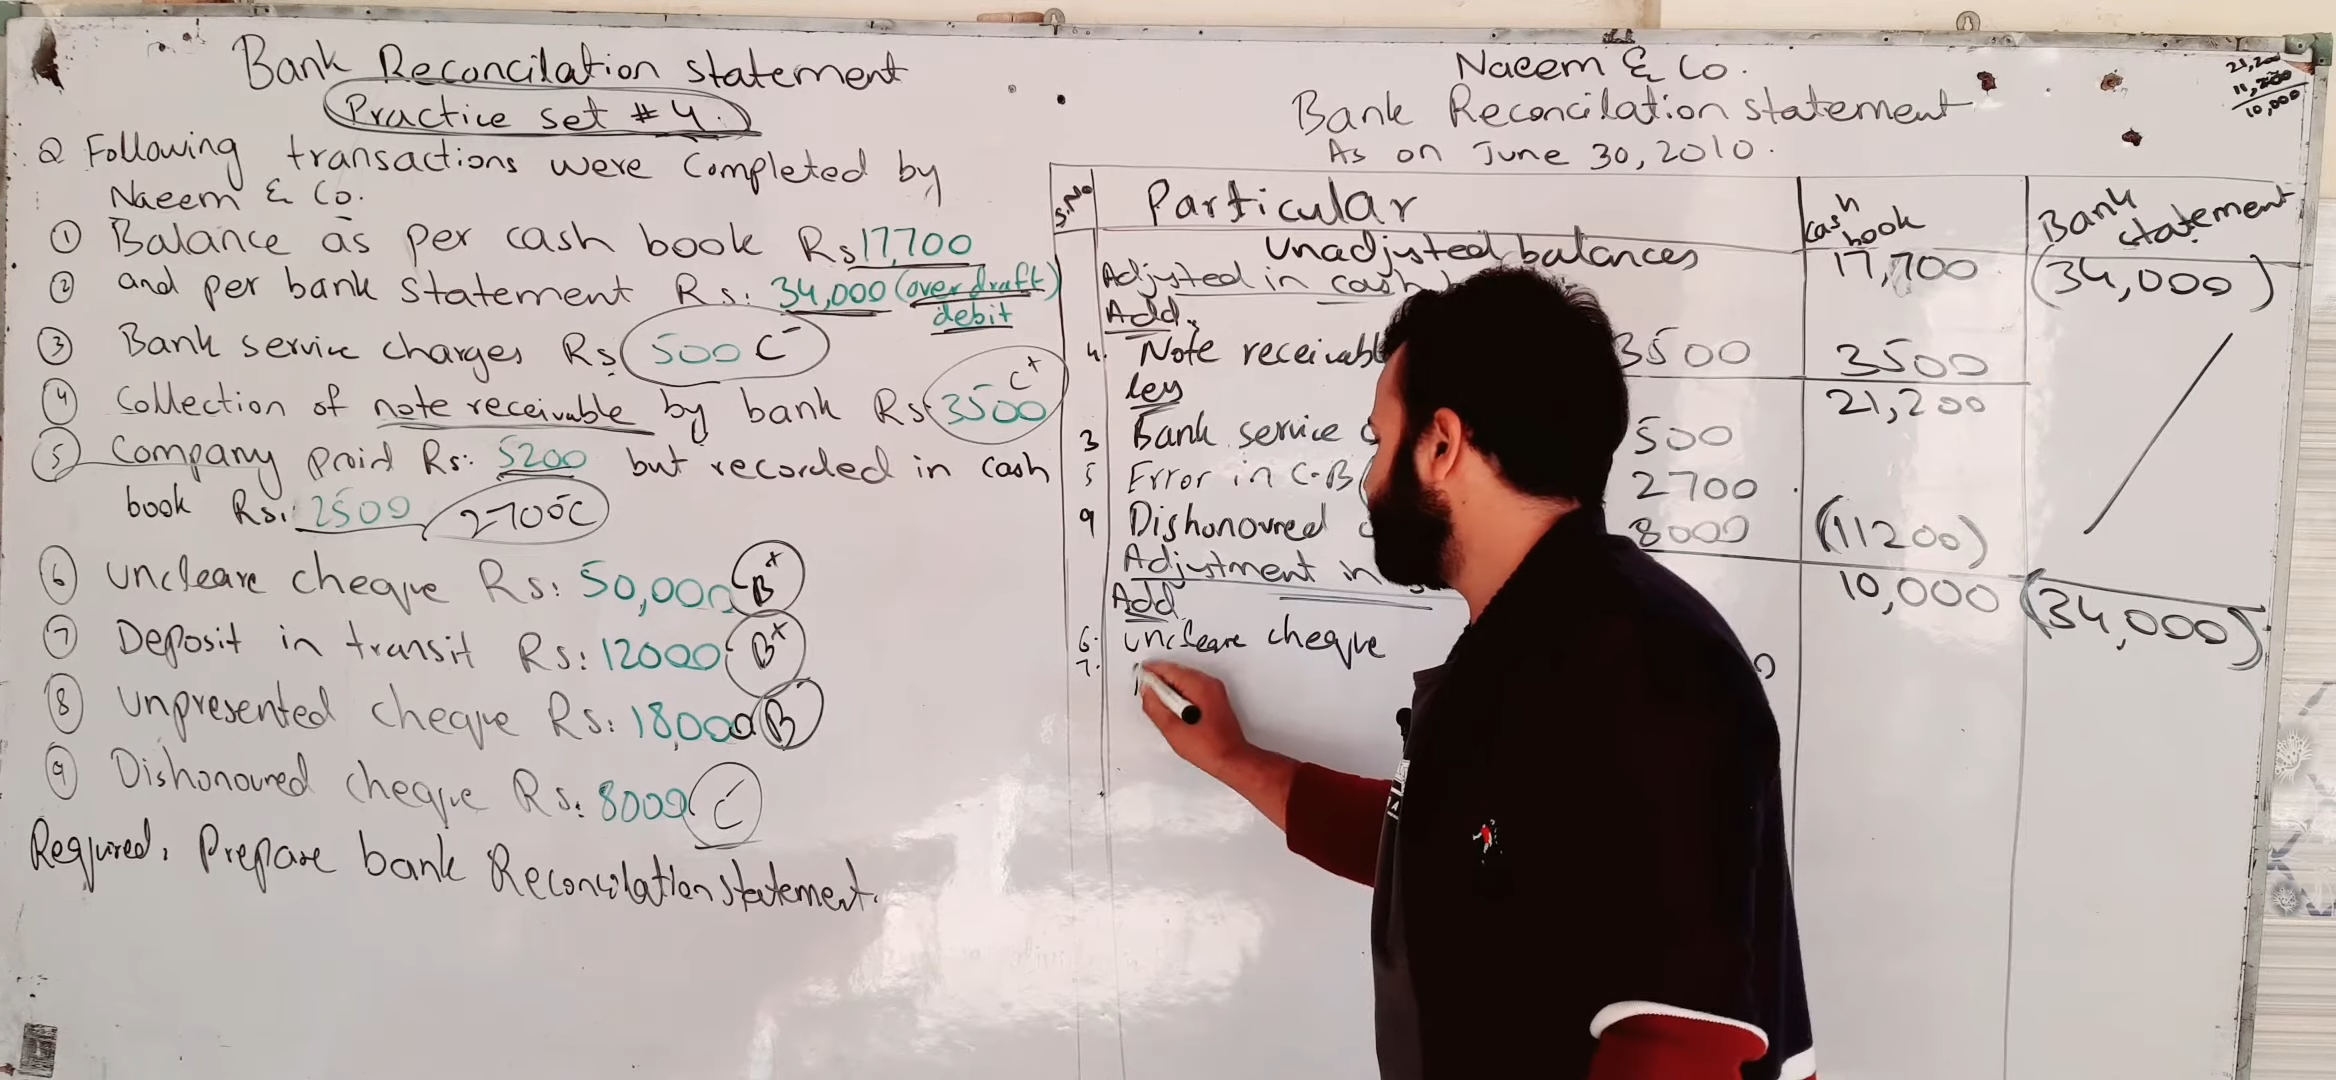 Bank Reconcilation statement
Practice set # 4.
Q Following transactions were completed by
Naeem & Co.
① Balance as per cash book Rs 17,700
② and per bank statement Rs: 34,000 (overdraft)
debit
③ Bank service charges Rs 500 C-
④ Collection of note receivable by bank Rs 3500 C+
⑤ Company paid Rs: 5200 but recorded in cash
book Rs: 2500 2700 C-
⑥ uncleare cheque Rs: 50,000 B+
⑦ Deposit in transit Rs: 12000 B+
⑧ unpresented cheque Rs: 18,000 B-
⑨ Dishonoured cheque Rs: 8000 C-
Required, Prepare bank Reconcilation statement.
Naeem & Co.
Bank Reconcilation statement
As on June 30, 2010.
21,200
11,200
10,000
S.No Particular Cash book Bank statement
unadjusted balances 17,700 (34,000)
Adjusted in cash
Add.
4. Note receivable 3500 3500
less 21,200
3 Bank service 500
5 Error in C.B 2700
9 Dishonoured 8000 (11200)
Adjustment in 10,000 (34,000)
Add
6. uncleare cheque
7.